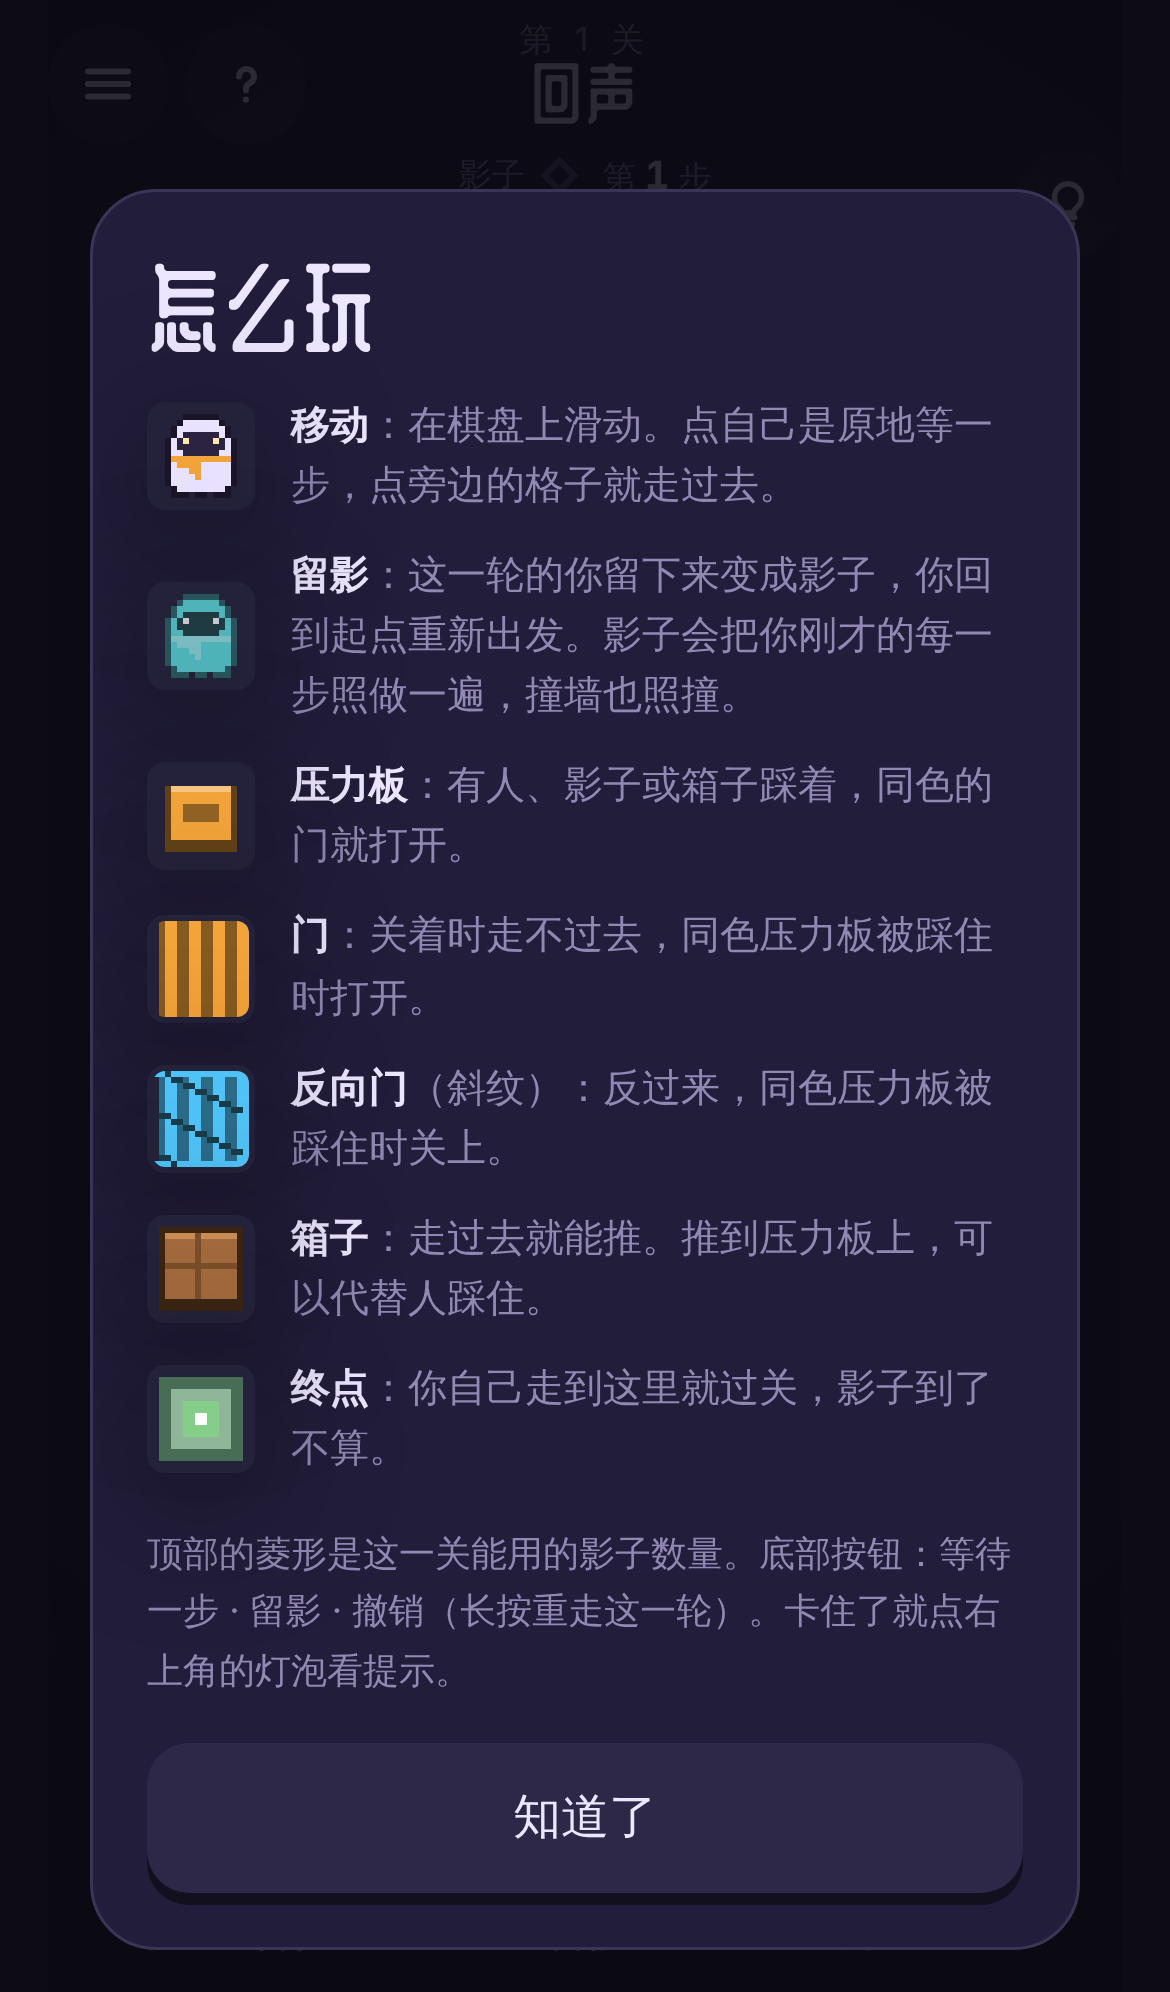 第 1 关
回声
影子 第 1 步
怎么玩
移动：在棋盘上滑动。点自己是原地等一
步，点旁边的格子就走过去。
留影：这一轮的你留下来变成影子，你回
到起点重新出发。影子会把你刚才的每一
步照做一遍，撞墙也照撞。
压力板：有人、影子或箱子踩着，同色的
门就打开。
门：关着时走不过去，同色压力板被踩住
时打开。
反向门（斜纹）：反过来，同色压力板被
踩住时关上。
箱子：走过去就能推。推到压力板上，可
以代替人踩住。
终点：你自己走到这里就过关，影子到了
不算。
顶部的菱形是这一关能用的影子数量。底部按钮：等待
一步 · 留影 · 撤销（长按重走这一轮）。卡住了就点右
上角的灯泡看提示。
知道了